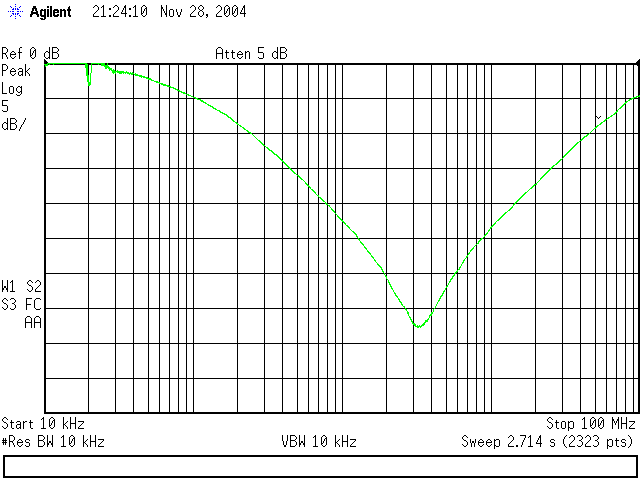 Agilent 21:24:10 Nov 28, 2004
Ref 0 dB Atten 5 dB
Peak
Log
5
dB/
W1 S2
S3 FC
AA
Start 10 kHz Stop 100 MHz
#Res BW 10 kHz VBW 10 kHz Sweep 2.714 s (2323 pts)